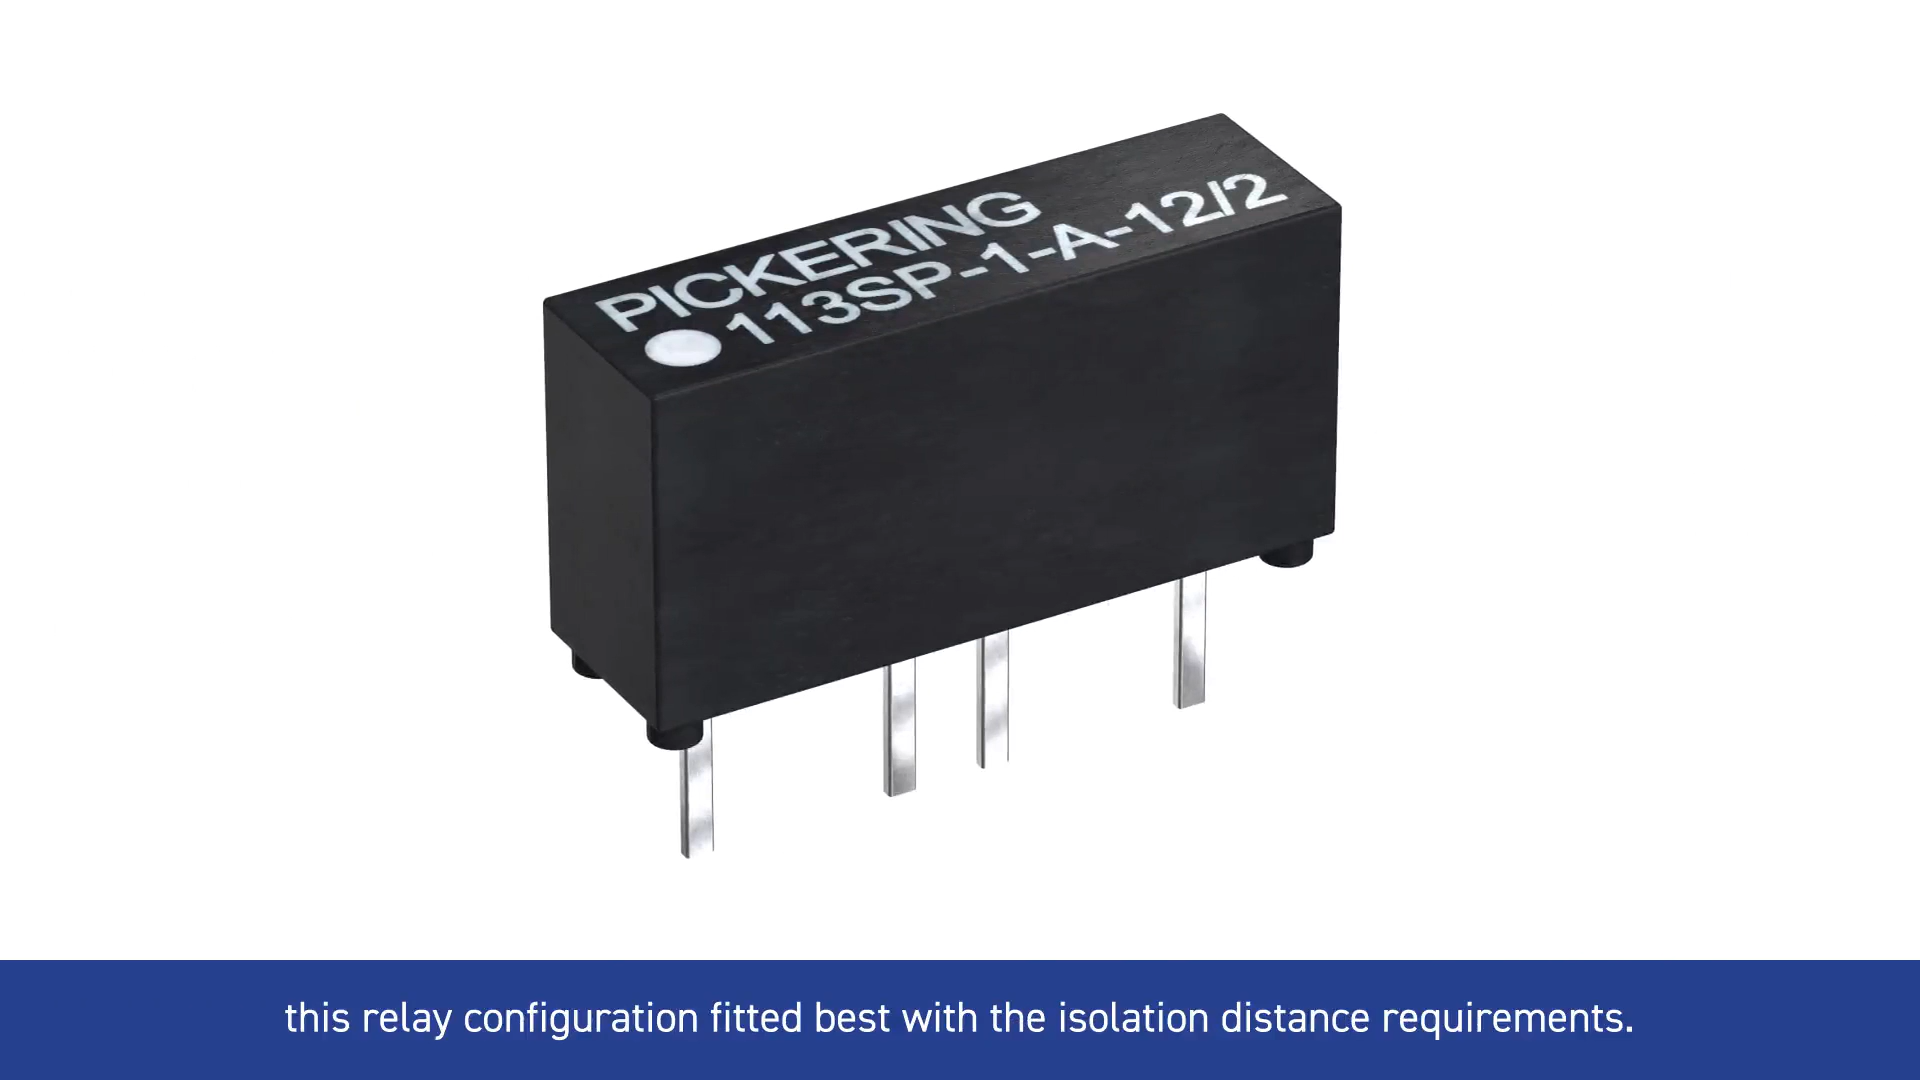 PICKERING
113SP-1-A-12/2
this relay configuration fitted best with the isolation distance requirements.